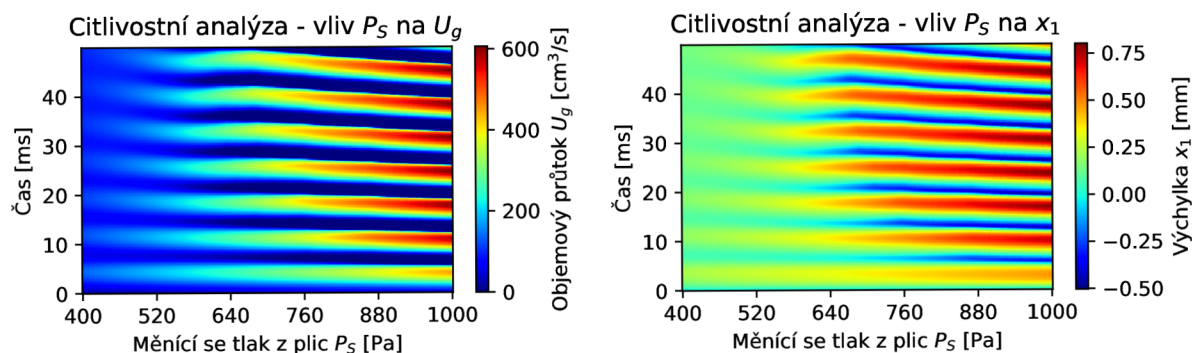 Citlivostní analýza - vliv P_S na U_g
Čas [ms]
40
30
20
10
0
400 520 640 760 880 1000
Měnící se tlak z plic P_S [Pa]
600
400
200
0
Objemový průtok U_g [cm³/s]
Citlivostní analýza - vliv P_S na x_1
Čas [ms]
40
30
20
10
0
400 520 640 760 880 1000
Měnící se tlak z plic P_S [Pa]
0.75
0.50
0.25
0.00
−0.25
−0.50
Výchylka x_1 [mm]